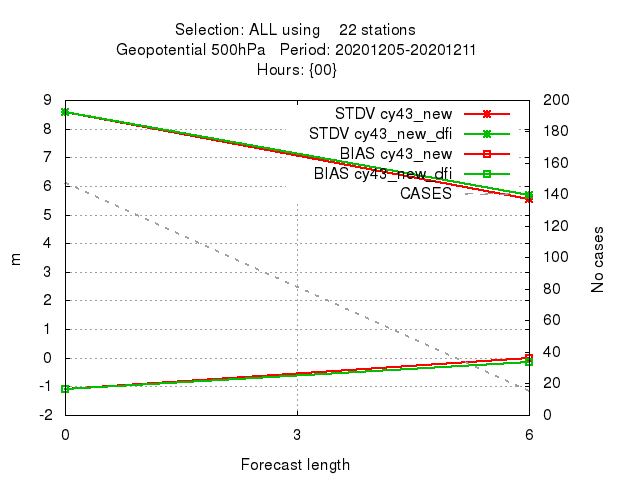 Selection: ALL using    22 stations
Geopotential 500hPa   Period: 20201205-20201211
Hours: {00}
9 200
8 180
7 160
6 140
5 120
4 100
3 80
2 60
1 40
0 20
-1 0
-2
STDV cy43_new
STDV cy43_new_dfi
BIAS cy43_new
BIAS cy43_new_dfi
CASES
m
No cases
0 3 6
Forecast length